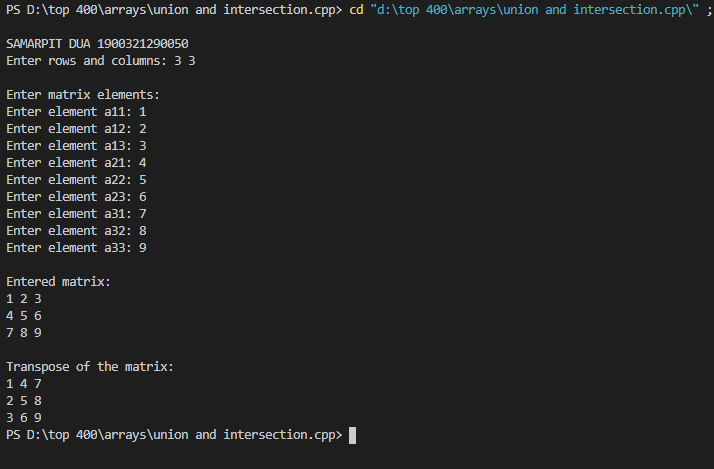 PS D:\top 400\arrays\union and intersection.cpp> cd "d:\top 400\arrays\union and intersection.cpp\" ;
SAMARPIT DUA 1900321290050
Enter rows and columns: 3 3
Enter matrix elements:
Enter element a11: 1
Enter element a12: 2
Enter element a13: 3
Enter element a21: 4
Enter element a22: 5
Enter element a23: 6
Enter element a31: 7
Enter element a32: 8
Enter element a33: 9
Entered matrix:
1 2 3
4 5 6
7 8 9
Transpose of the matrix:
1 4 7
2 5 8
3 6 9
PS D:\top 400\arrays\union and intersection.cpp>